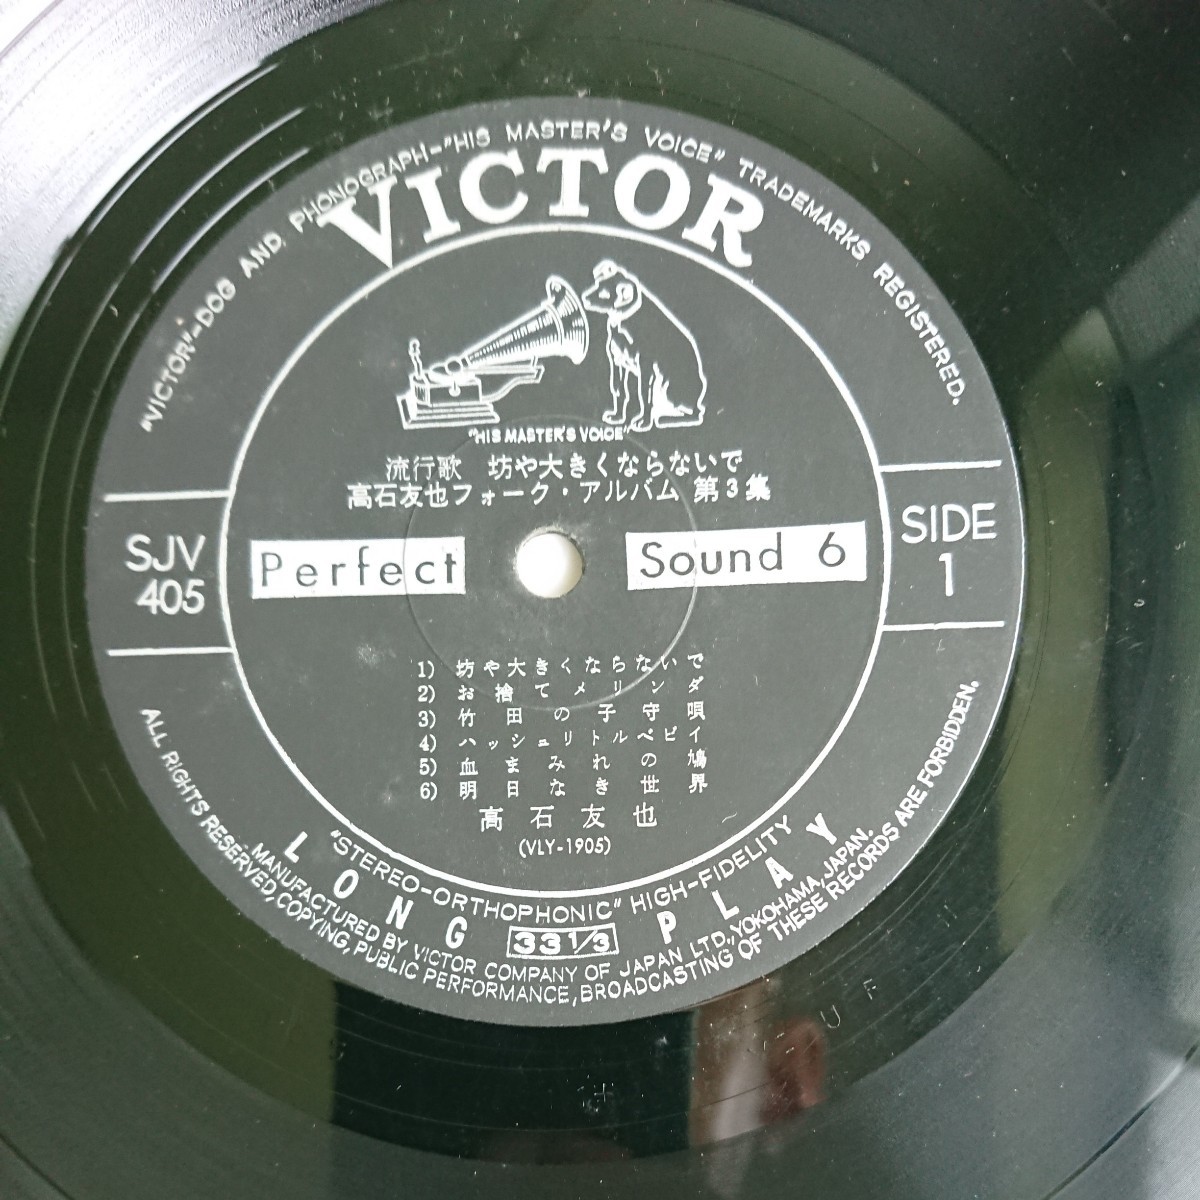 "VICTOR"-DOG AND PHONOGRAPH-"HIS MASTER'S VOICE" TRADEMARKS REGISTERED.
VICTOR
"HIS MASTER'S VOICE"
流行歌 坊や大きくならないで
高石友也フォーク・アルバム 第3集
SJV
405
Perfect Sound 6
SIDE
1
1) 坊や大きくならないで
2) お捨てメリンダ
3) 竹田の子守唄
4) ハッシュリトルベビイ
5) 血まみれの鳩
6) 明日なき世界
高石友也
(VLY-1905)
"STEREO-ORTHOPHONIC" HIGH-FIDELITY
LONG 33 1/3 PLAY
MANUFACTURED BY VICTOR COMPANY OF JAPAN LTD., YOKOHAMA, JAPAN.
ALL RIGHTS RESERVED, COPYING, PUBLIC PERFORMANCE, BROADCASTING OF THESE RECORDS ARE FORBIDDEN.
U F